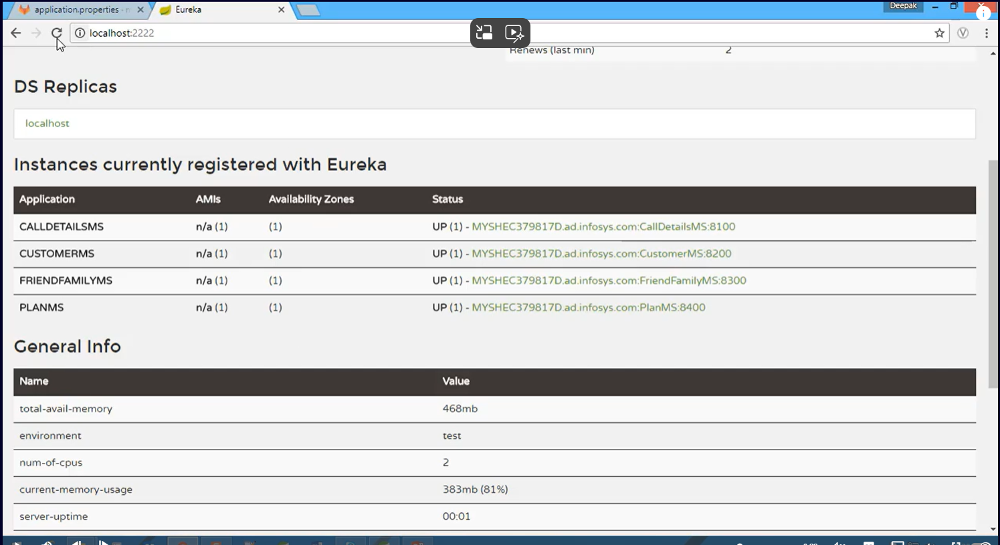 application.properties - n
Eureka
Deepak
localhost:2222
Renews (last min) 2
DS Replicas
localhost
Instances currently registered with Eureka
Application AMIs Availability Zones Status
CALLDETAILSMS n/a (1) (1) UP (1) - MYSHEC379817D.ad.infosys.com:CallDetailsMS:8100
CUSTOMERMS n/a (1) (1) UP (1) - MYSHEC379817D.ad.infosys.com:CustomerMS:8200
FRIENDFAMILYMS n/a (1) (1) UP (1) - MYSHEC379817D.ad.infosys.com:FriendFamilyMS:8300
PLANMS n/a (1) (1) UP (1) - MYSHEC379817D.ad.infosys.com:PlanMS:8400
General Info
Name Value
total-avail-memory 468mb
environment test
num-of-cpus 2
current-memory-usage 383mb (81%)
server-uptime 00:01